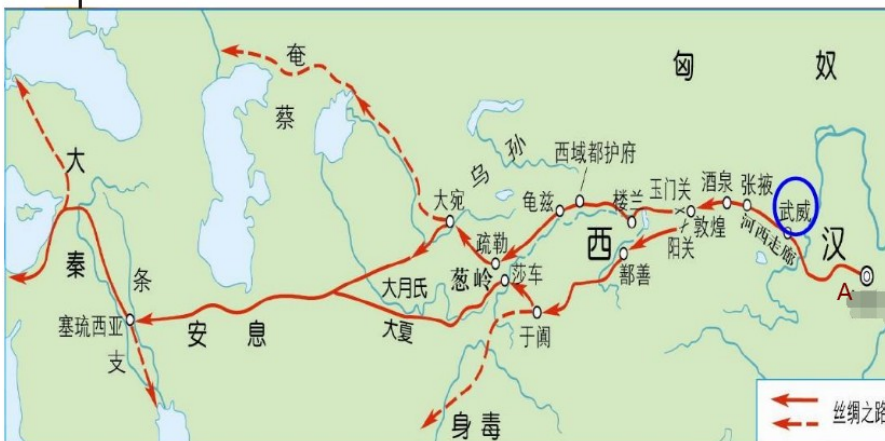 奄
蔡
匈 奴
大
秦
条
支
塞琉西亚
安 息
大宛
乌 孙
龟兹
西域都护府
楼兰
玉门关
酒泉
张掖
武威
河西走廊
汉
A
敦煌
阳关
西
鄯善
疏勒
葱岭
莎车
大月氏
大夏
于阗
身毒
丝绸之路